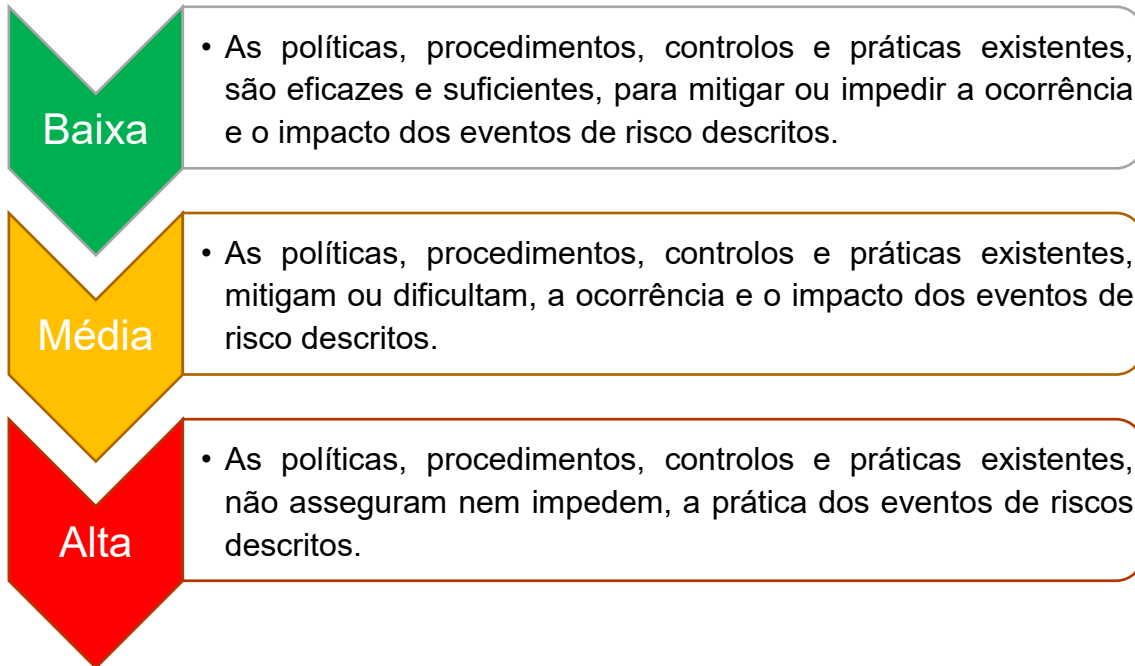 Baixa
• As políticas, procedimentos, controlos e práticas existentes,
são eficazes e suficientes, para mitigar ou impedir a ocorrência
e o impacto dos eventos de risco descritos.
Média
• As políticas, procedimentos, controlos e práticas existentes,
mitigam ou dificultam, a ocorrência e o impacto dos eventos de
risco descritos.
Alta
• As políticas, procedimentos, controlos e práticas existentes,
não asseguram nem impedem, a prática dos eventos de riscos
descritos.